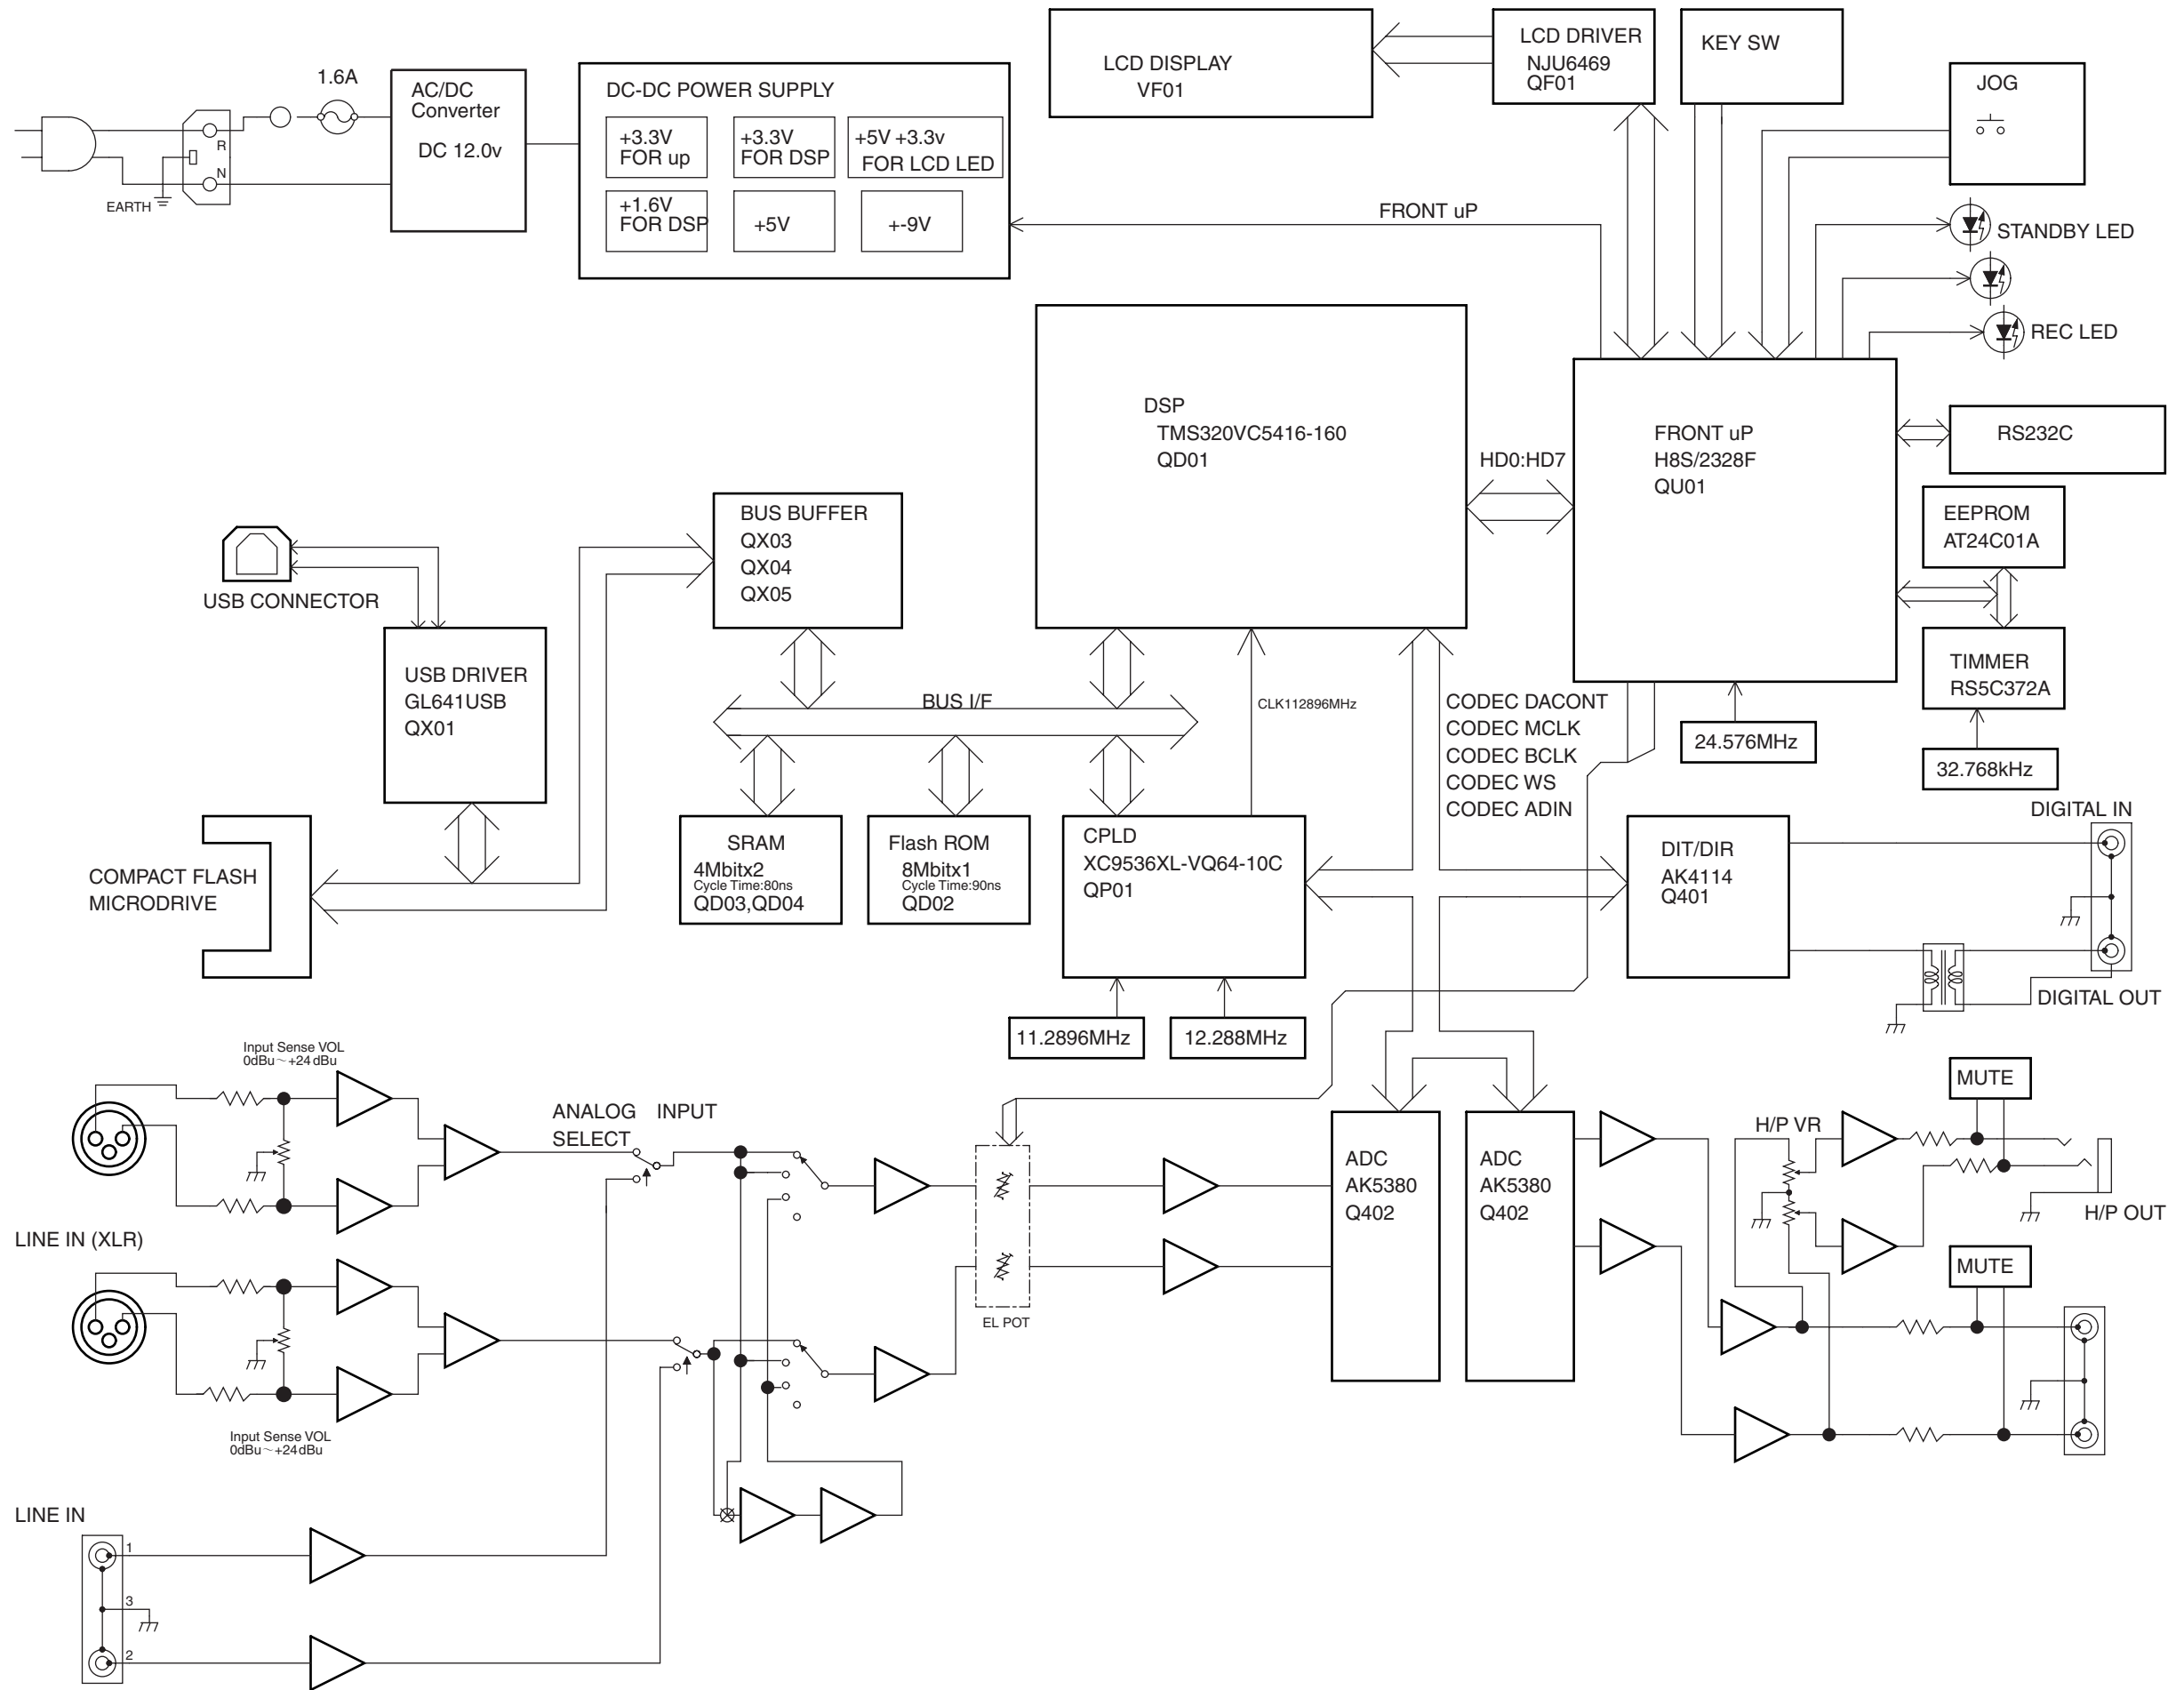 1.6A
AC/DC
Converter
DC 12.0v
R
N
EARTH
DC-DC POWER SUPPLY
+3.3V
FOR up
+3.3V
FOR DSP
+5V +3.3v
FOR LCD LED
+1.6V
FOR DSP
+5V
+-9V
LCD DISPLAY
VF01
LCD DRIVER
NJU6469
QF01
KEY SW
JOG
FRONT uP
STANDBY LED
REC LED
DSP
TMS320VC5416-160
QD01
HD0:HD7
FRONT uP
H8S/2328F
QU01
RS232C
EEPROM
AT24C01A
TIMMER
RS5C372A
24.576MHz
32.768kHz
USB CONNECTOR
USB DRIVER
GL641USB
QX01
BUS BUFFER
QX03
QX04
QX05
BUS I/F
CLK112896MHz
CODEC DACONT
CODEC MCLK
CODEC BCLK
CODEC WS
CODEC ADIN
COMPACT FLASH
MICRODRIVE
SRAM
4Mbitx2
Cycle Time:80ns
QD03,QD04
Flash ROM
8Mbitx1
Cycle Time:90ns
QD02
CPLD
XC9536XL-VQ64-10C
QP01
DIT/DIR
AK4114
Q401
DIGITAL IN
DIGITAL OUT
11.2896MHz
12.288MHz
Input Sense VOL
0dBu～+24dBu
ANALOG INPUT
SELECT
LINE IN (XLR)
Input Sense VOL
0dBu～+24dBu
EL POT
ADC
AK5380
Q402
ADC
AK5380
Q402
H/P VR
MUTE
H/P OUT
MUTE
LINE IN
1
3
2